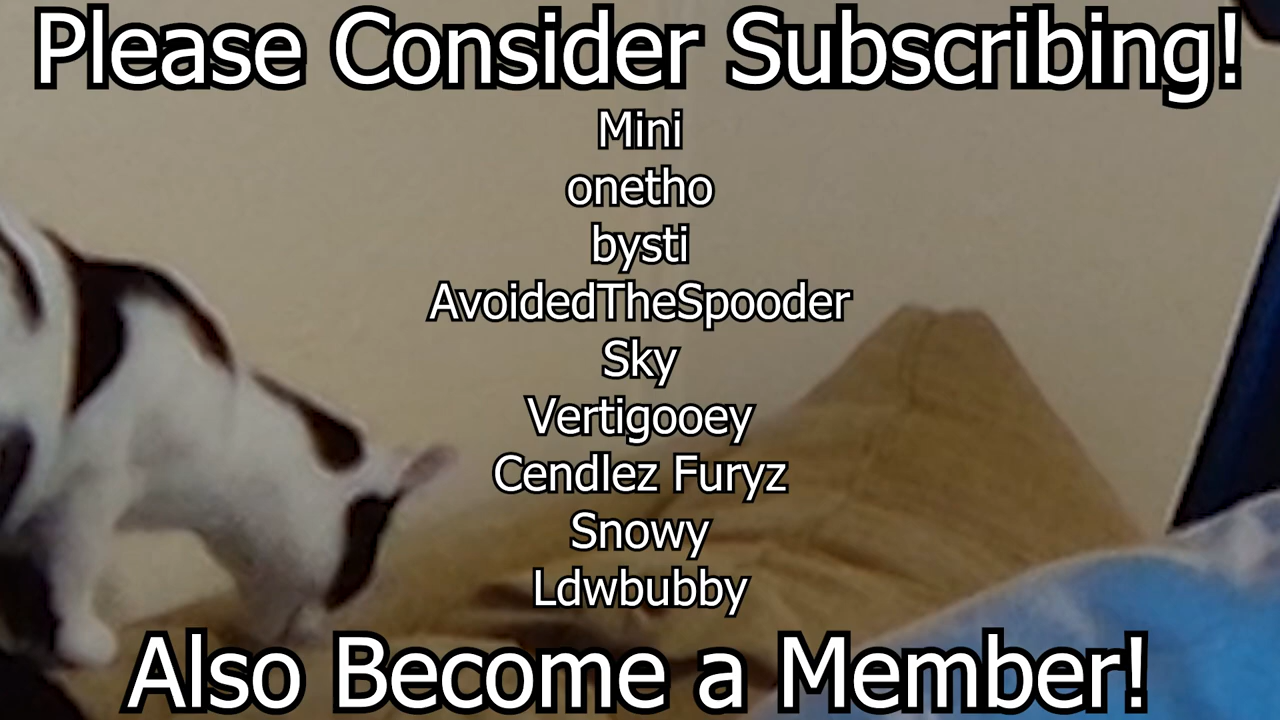 Please Consider Subscribing!
Mini
onetho
bysti
AvoidedTheSpooder
Sky
Vertigooey
Cendlez Furyz
Snowy
Ldwbubby
Also Become a Member!